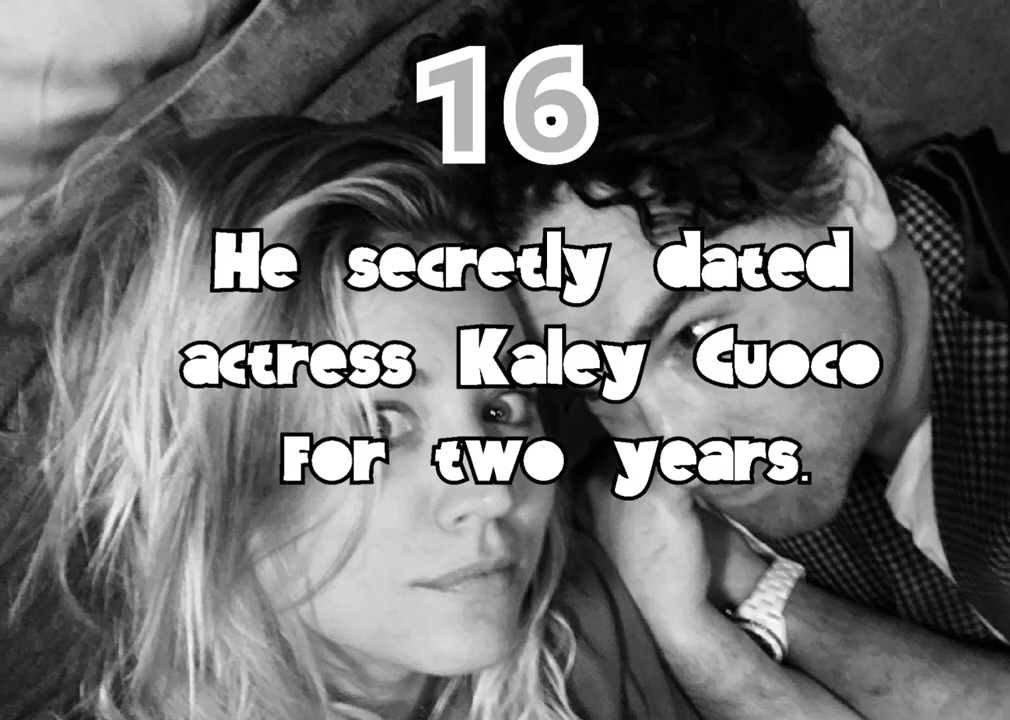 16
He secretly dated
actress Kaley Cuoco
For two years.